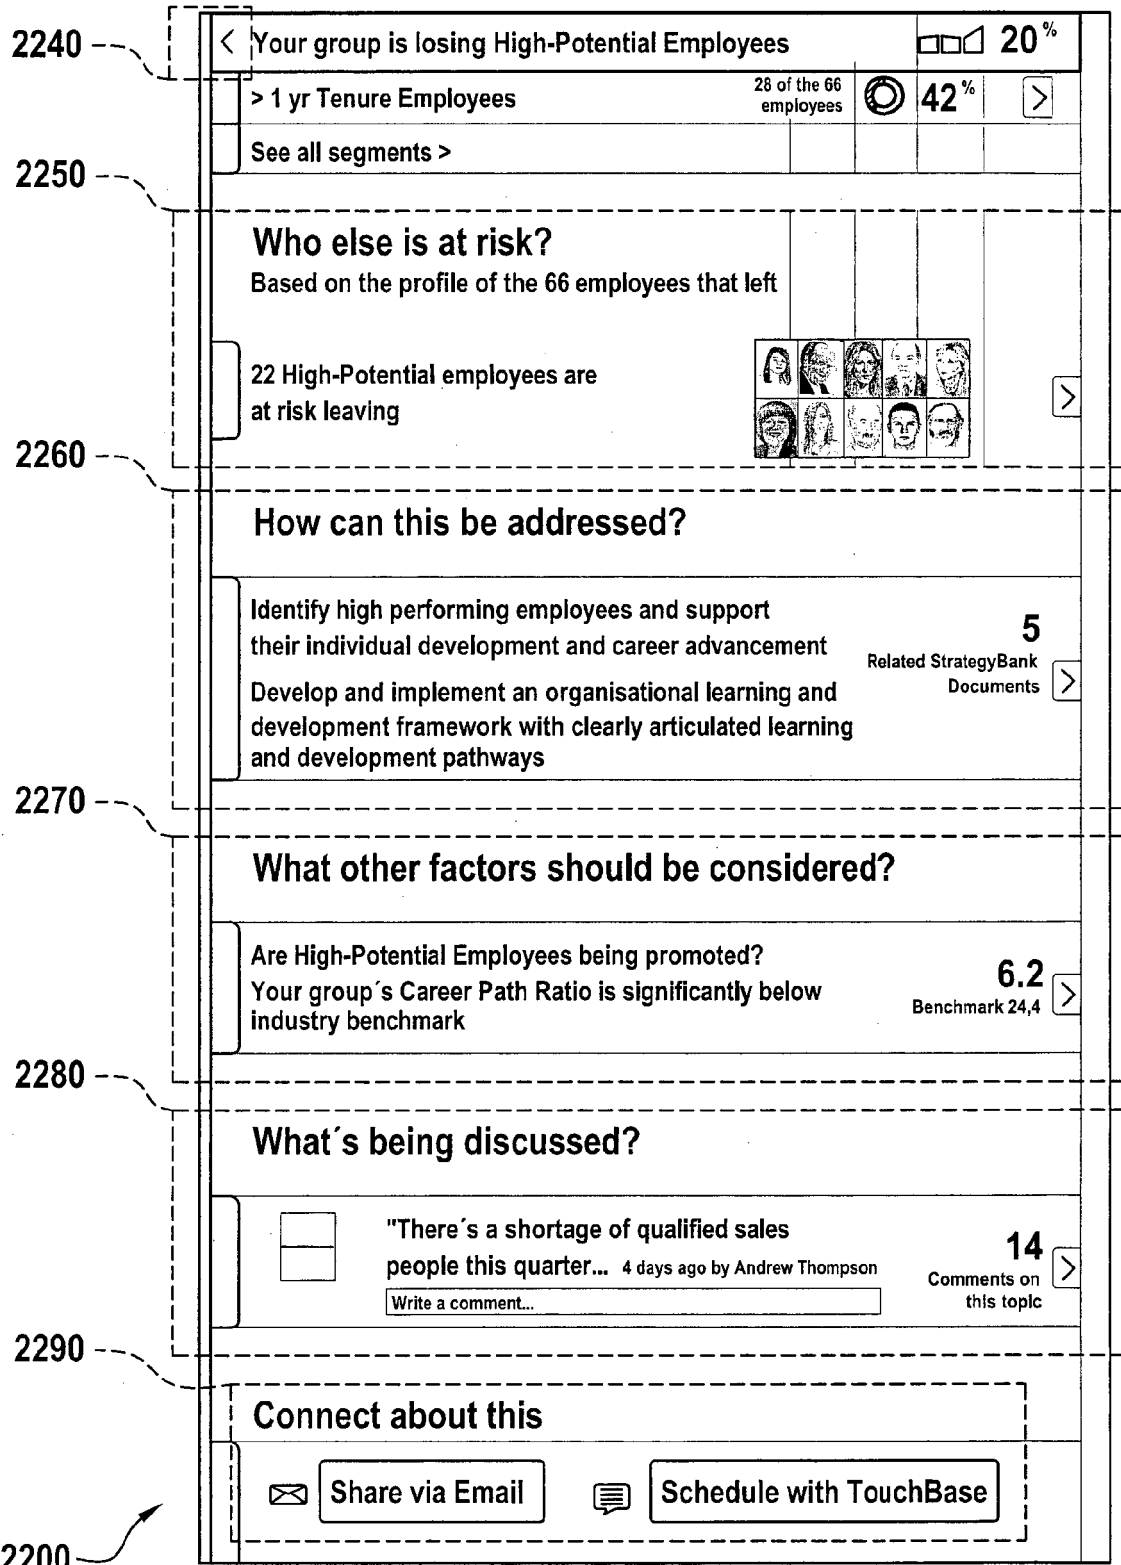 2240
< Your group is losing High-Potential Employees 20%
> 1 yr Tenure Employees 28 of the 66 employees 42% >
See all segments >
2250
Who else is at risk?
Based on the profile of the 66 employees that left
22 High-Potential employees are
at risk leaving
>
2260
How can this be addressed?
Identify high performing employees and support
their individual development and career advancement
Develop and implement an organisational learning and
development framework with clearly articulated learning
and development pathways
5
Related StrategyBank
Documents
>
2270
What other factors should be considered?
Are High-Potential Employees being promoted?
Your group´s Career Path Ratio is significantly below
industry benchmark
6.2
Benchmark 24,4
>
2280
What´s being discussed?
"There´s a shortage of qualified sales
people this quarter... 4 days ago by Andrew Thompson
Write a comment...
14
Comments on
this topic
>
2290
Connect about this
Share via Email
Schedule with TouchBase
2200